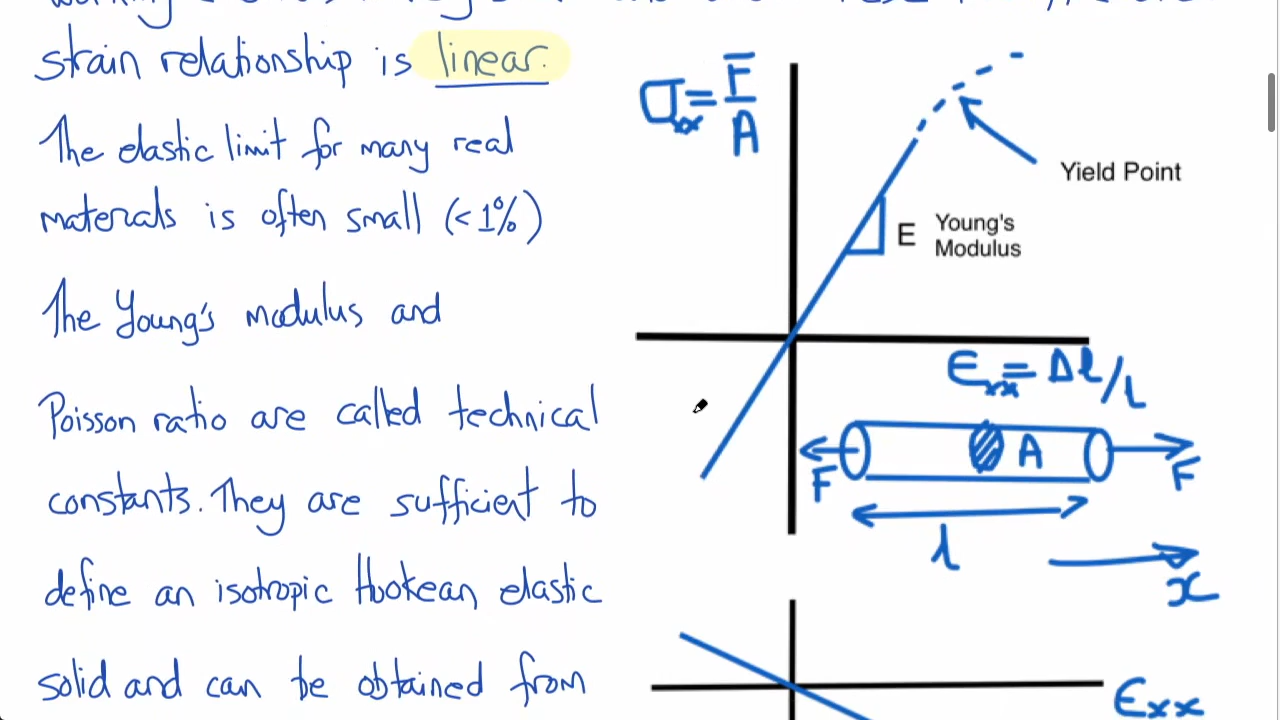 strain relationship is linear.
The elastic limit for many real
materials is often small (<1%)
The Young's modulus and
Poisson ratio are called technical
constants. They are sufficient to
define an isotropic Hookean elastic
solid and can be obtained from
σxx = F/A
Yield Point
E Young's
Modulus
Exx = Δl/l
F A F
l
x
Exx